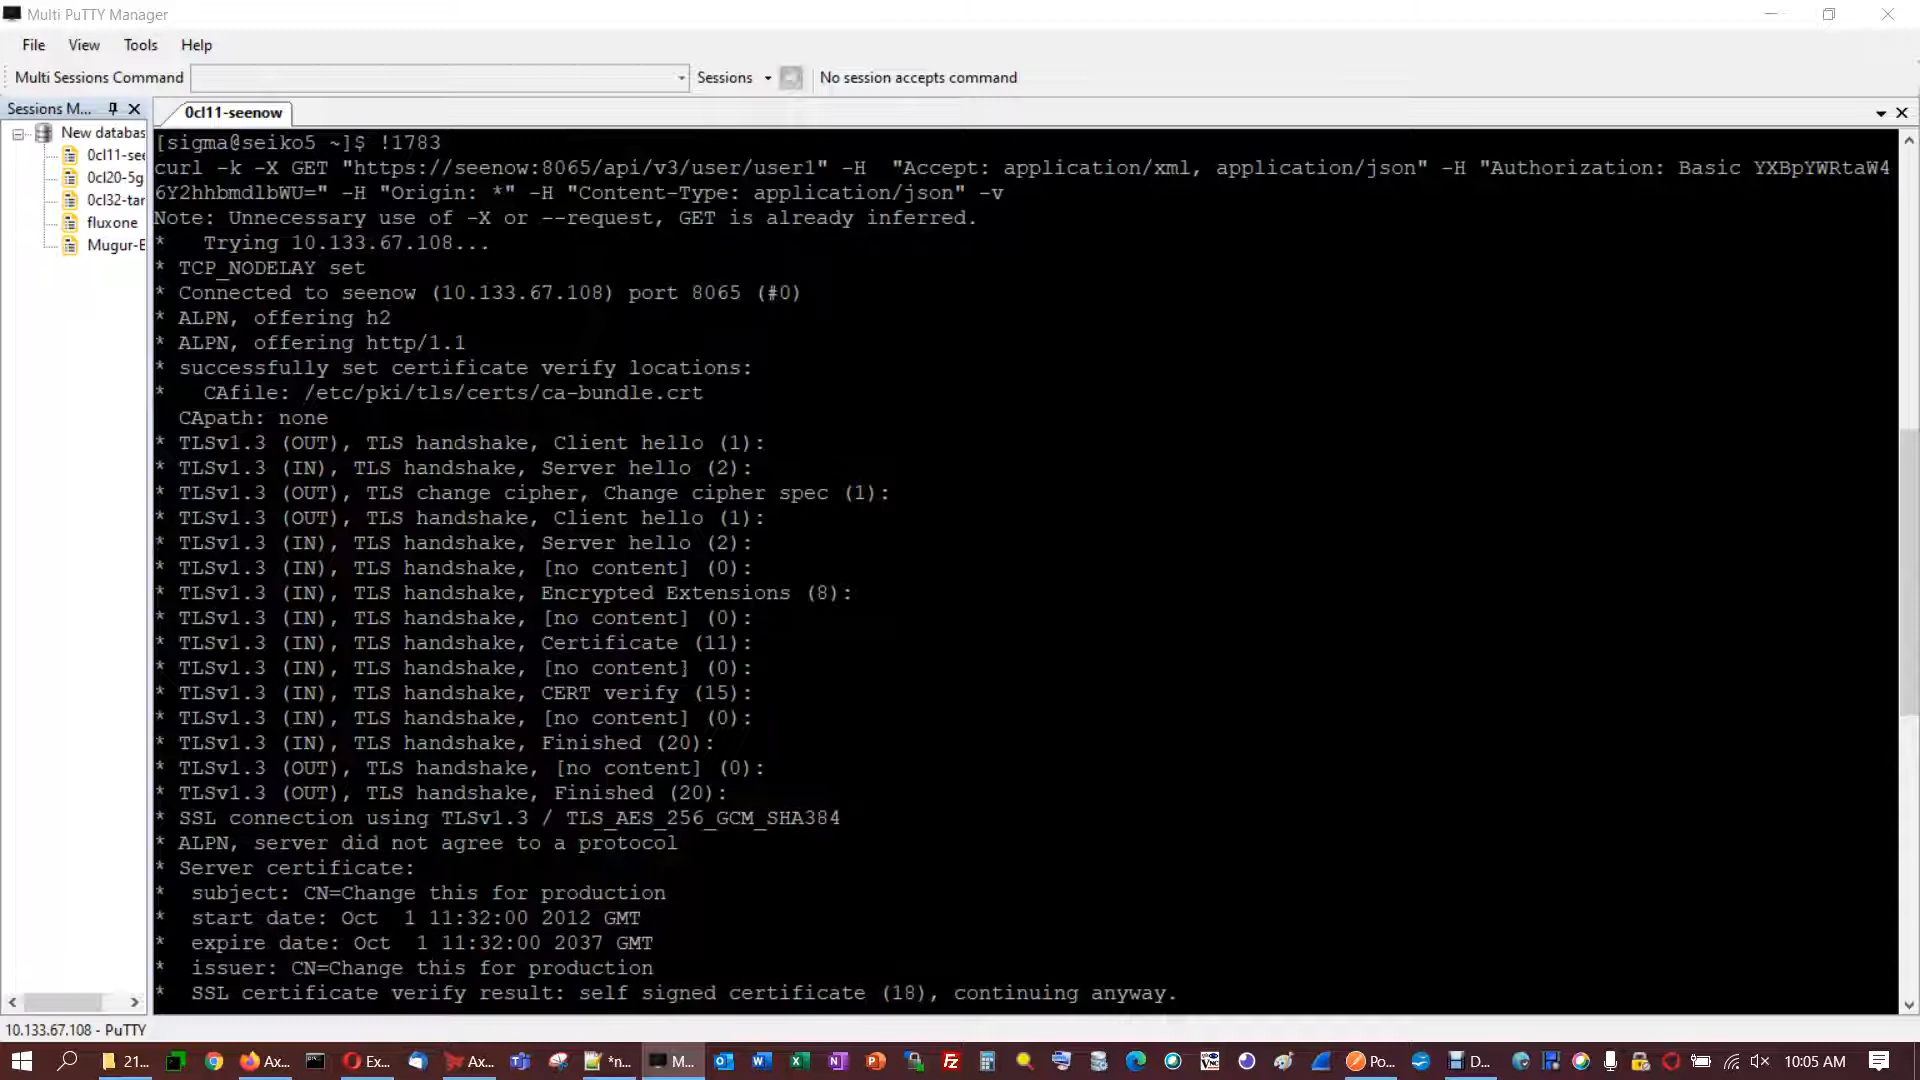 Multi PuTTY Manager
File View Tools Help
Multi Sessions Command Sessions No session accepts command
Sessions M... 0cl11-seenow
New databas
0cl11-see
0cl20-5g
0cl32-tar
fluxone
Mugur-E
[sigma@seiko5 ~]$ !1783
curl -k -X GET "https://seenow:8065/api/v3/user/user1" -H  "Accept: application/xml, application/json" -H "Authorization: Basic YXBpYWRtaW4
6Y2hhbmdlbWU=" -H "Origin: *" -H "Content-Type: application/json" -v
Note: Unnecessary use of -X or --request, GET is already inferred.
*   Trying 10.133.67.108...
* TCP_NODELAY set
* Connected to seenow (10.133.67.108) port 8065 (#0)
* ALPN, offering h2
* ALPN, offering http/1.1
* successfully set certificate verify locations:
*   CAfile: /etc/pki/tls/certs/ca-bundle.crt
  CApath: none
* TLSv1.3 (OUT), TLS handshake, Client hello (1):
* TLSv1.3 (IN), TLS handshake, Server hello (2):
* TLSv1.3 (OUT), TLS change cipher, Change cipher spec (1):
* TLSv1.3 (OUT), TLS handshake, Client hello (1):
* TLSv1.3 (IN), TLS handshake, Server hello (2):
* TLSv1.3 (IN), TLS handshake, [no content] (0):
* TLSv1.3 (IN), TLS handshake, Encrypted Extensions (8):
* TLSv1.3 (IN), TLS handshake, [no content] (0):
* TLSv1.3 (IN), TLS handshake, Certificate (11):
* TLSv1.3 (IN), TLS handshake, [no content] (0):
* TLSv1.3 (IN), TLS handshake, CERT verify (15):
* TLSv1.3 (IN), TLS handshake, [no content] (0):
* TLSv1.3 (IN), TLS handshake, Finished (20):
* TLSv1.3 (OUT), TLS handshake, [no content] (0):
* TLSv1.3 (OUT), TLS handshake, Finished (20):
* SSL connection using TLSv1.3 / TLS_AES_256_GCM_SHA384
* ALPN, server did not agree to a protocol
* Server certificate:
*  subject: CN=Change this for production
*  start date: Oct  1 11:32:00 2012 GMT
*  expire date: Oct  1 11:32:00 2037 GMT
*  issuer: CN=Change this for production
*  SSL certificate verify result: self signed certificate (18), continuing anyway.
10.133.67.108 - PuTTY
21... Ax... Ex... Ax... *n... M... Po... D... 10:05 AM